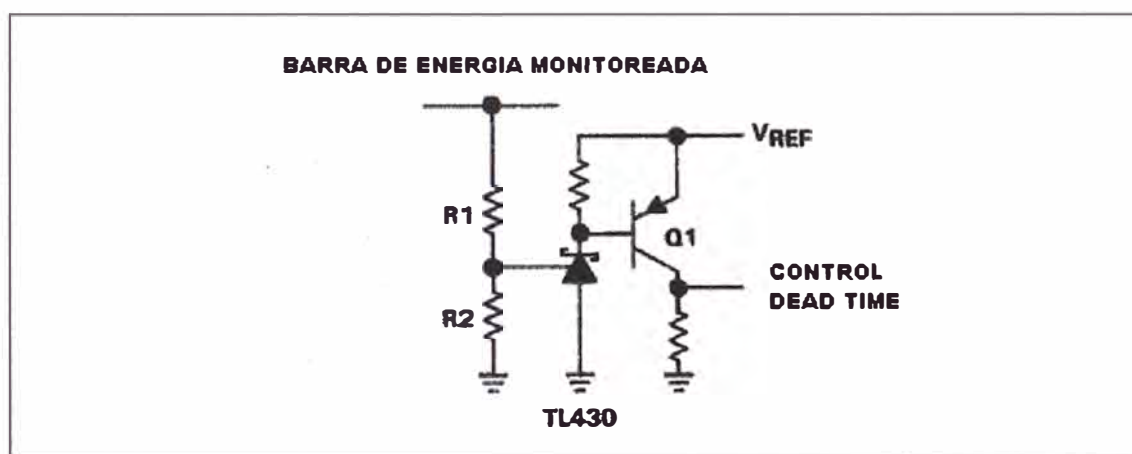 BARRA DE ENERGIA MONITOREADA
VREF
R1
Q1
CONTROL
DEAD TIME
R2
TL430